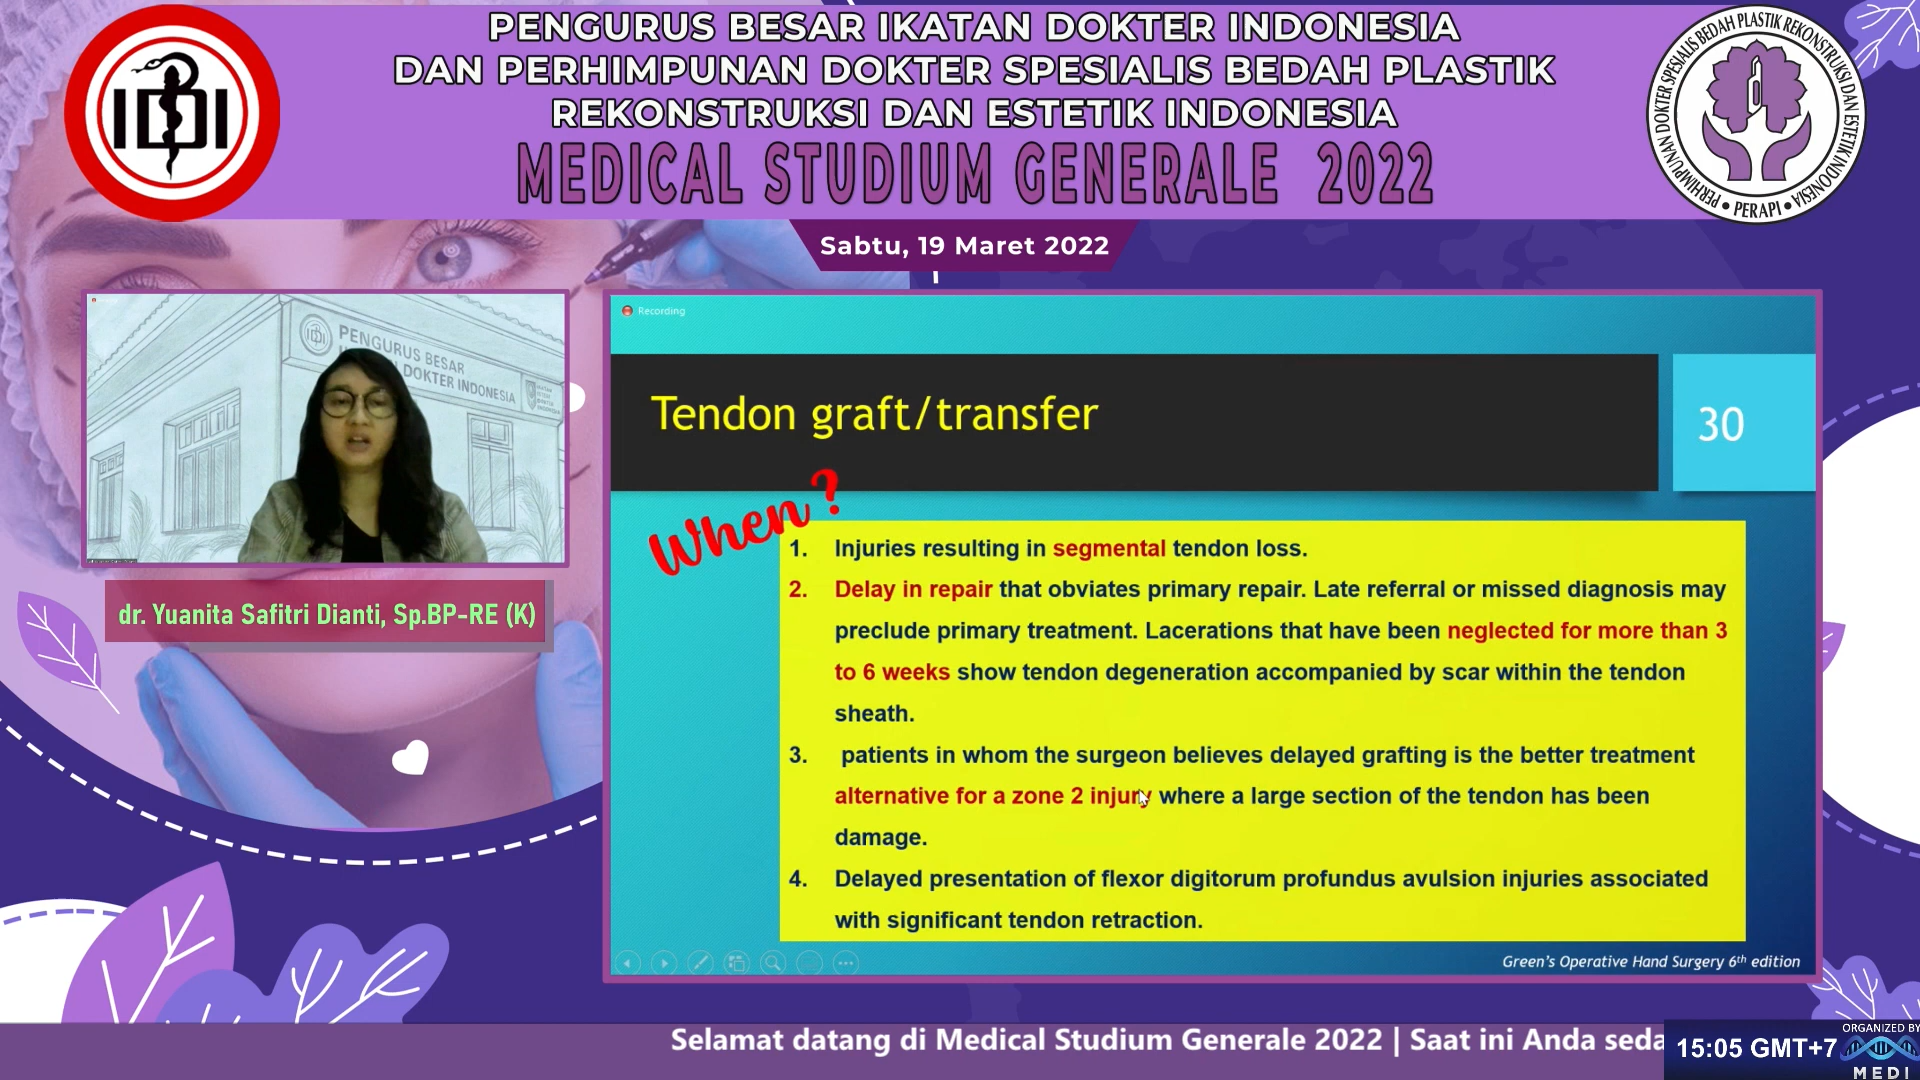 PENGURUS BESAR IKATAN DOKTER INDONESIA
DAN PERHIMPUNAN DOKTER SPESIALIS BEDAH PLASTIK
REKONSTRUKSI DAN ESTETIK INDONESIA
MEDICAL STUDIUM GENERALE 2022
IDI
PERHIMPUNAN DOKTER SPESIALIS BEDAH PLASTIK REKONSTRUKSI DAN ESTETIK INDONESIA
• PERAPI •
Sabtu, 19 Maret 2022
PENGURUS BESAR
DOKTER INDONESIA
dr. Yuanita Safitri Dianti, Sp.BP-RE (K)
Recording
Tendon graft/transfer
30
When?
1. Injuries resulting in segmental tendon loss.
2. Delay in repair that obviates primary repair. Late referral or missed diagnosis may
preclude primary treatment. Lacerations that have been neglected for more than 3
to 6 weeks show tendon degeneration accompanied by scar within the tendon
sheath.
3. patients in whom the surgeon believes delayed grafting is the better treatment
alternative for a zone 2 injury where a large section of the tendon has been
damage.
4. Delayed presentation of flexor digitorum profundus avulsion injuries associated
with significant tendon retraction.
Green's Operative Hand Surgery 6th edition
Selamat datang di Medical Studium Generale 2022 | Saat ini Anda seda
15:05 GMT+7
ORGANIZED BY
MEDI